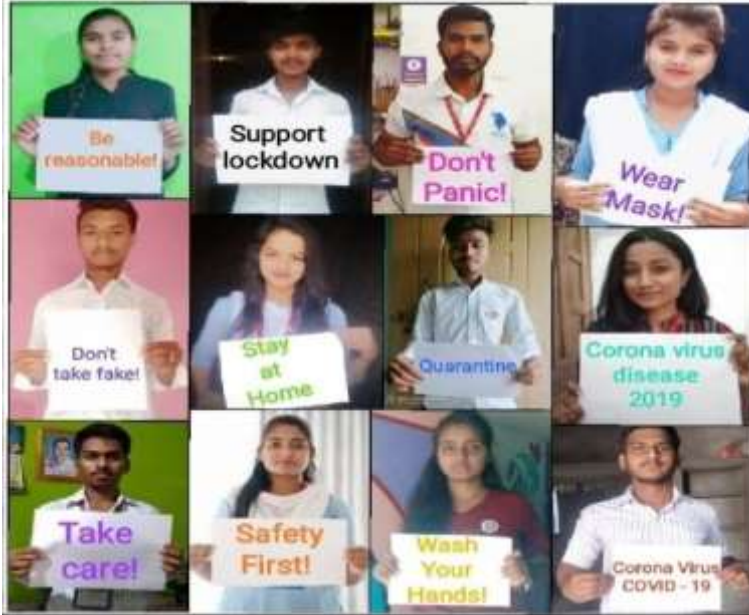 Be
reasonable!
Support
lockdown
Don't
Panic!
Wear
Mask!
Don't
take fake!
Stay
at
Home
Quarantine
Corona virus
disease
2019
Take
care!
Safety
First!
Wash
Your
Hands!
Corona Virus
COVID - 19